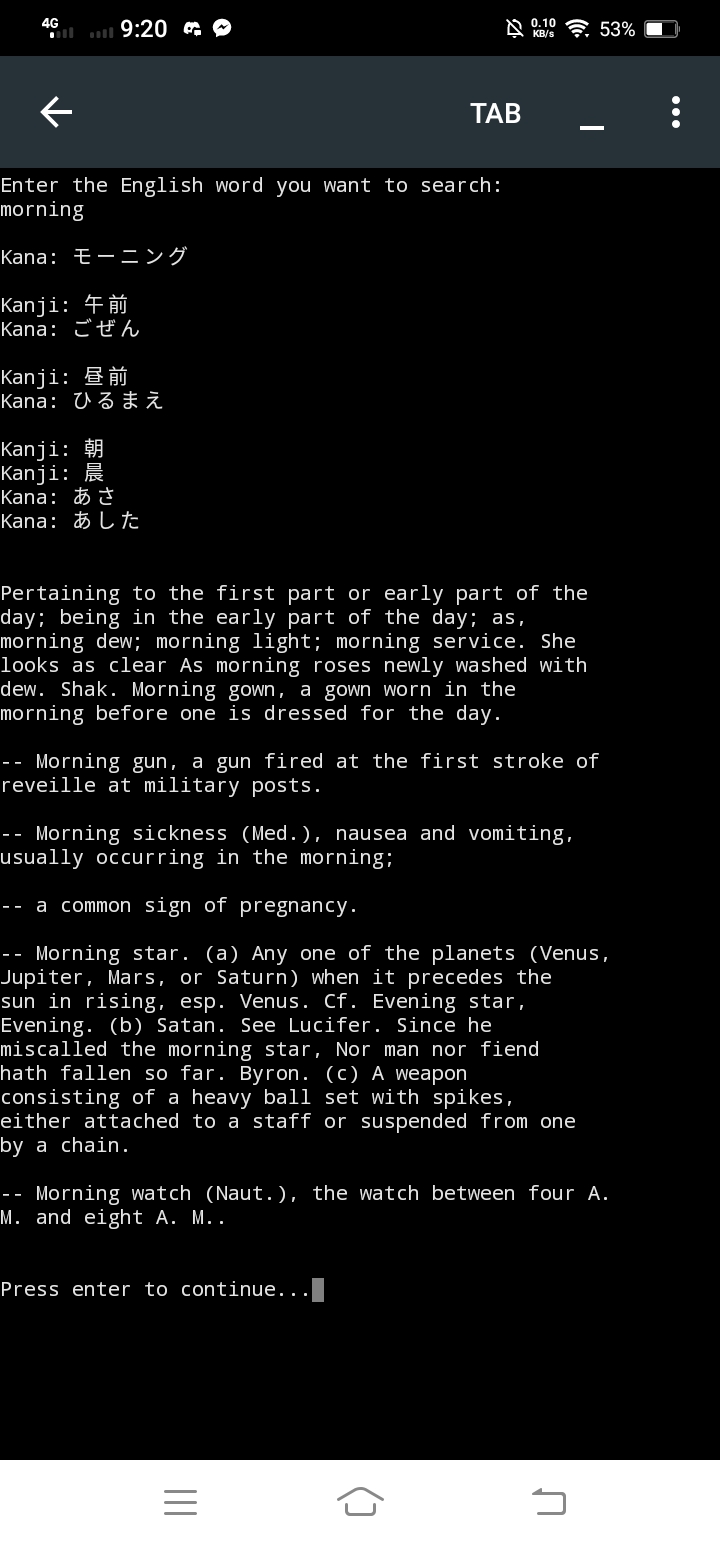 4G 9:20 0.10 KB/s 53%
TAB _
Enter the English word you want to search:
morning
Kana: モーニング
Kanji: 午前
Kana: ごぜん
Kanji: 昼前
Kana: ひるまえ
Kanji: 朝
Kanji: 晨
Kana: あさ
Kana: あした
Pertaining to the first part or early part of the
day; being in the early part of the day; as,
morning dew; morning light; morning service. She
looks as clear As morning roses newly washed with
dew. Shak. Morning gown, a gown worn in the
morning before one is dressed for the day.
-- Morning gun, a gun fired at the first stroke of
reveille at military posts.
-- Morning sickness (Med.), nausea and vomiting,
usually occurring in the morning;
-- a common sign of pregnancy.
-- Morning star. (a) Any one of the planets (Venus,
Jupiter, Mars, or Saturn) when it precedes the
sun in rising, esp. Venus. Cf. Evening star,
Evening. (b) Satan. See Lucifer. Since he
miscalled the morning star, Nor man nor fiend
hath fallen so far. Byron. (c) A weapon
consisting of a heavy ball set with spikes,
either attached to a staff or suspended from one
by a chain.
-- Morning watch (Naut.), the watch between four A.
M. and eight A. M..
Press enter to continue...